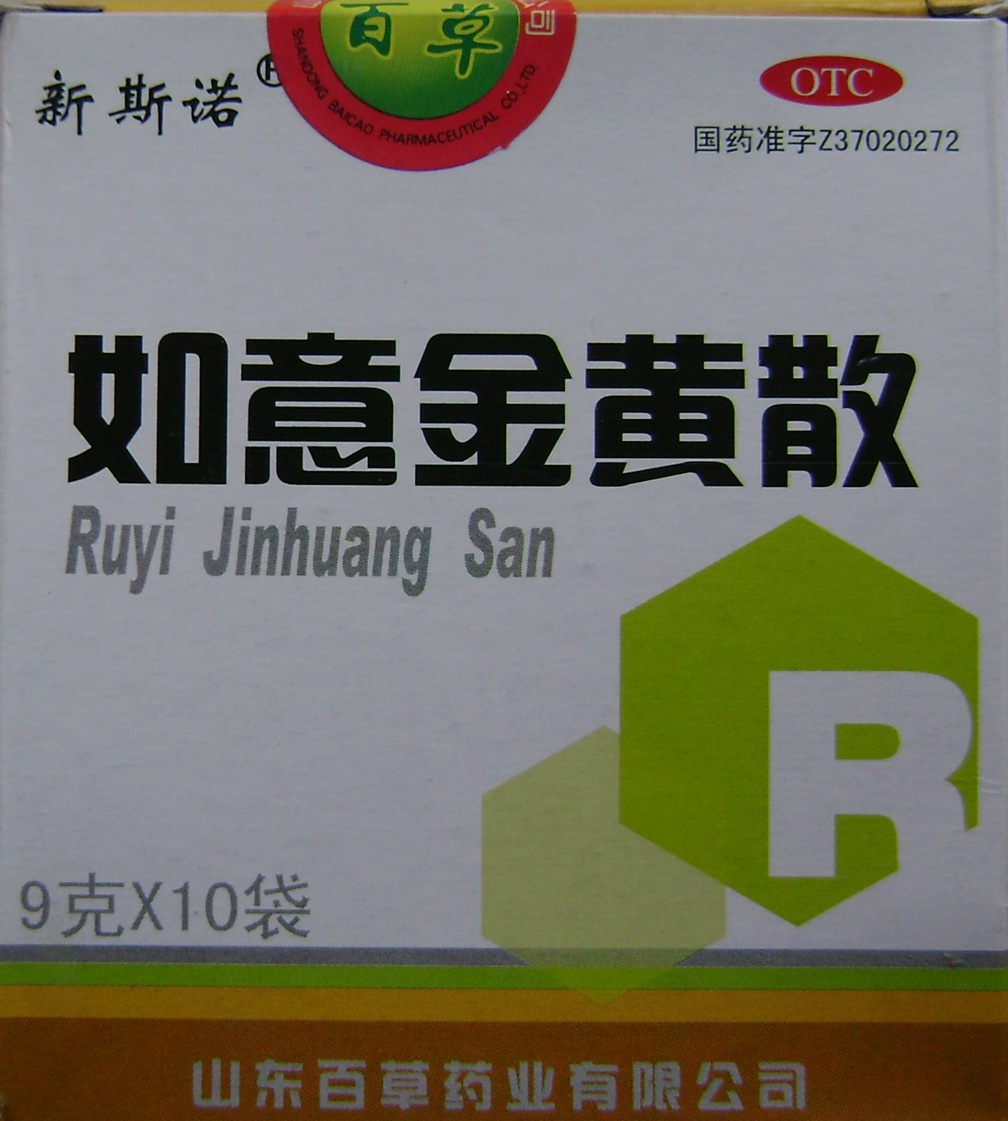 百草
SHANDONG BAICAO PHARMACEUTICAL CO.,LTD.
新斯诺®
OTC
国药准字Z37020272
如意金黄散
Ruyi Jinhuang San
R
9克X10袋
山东百草药业有限公司